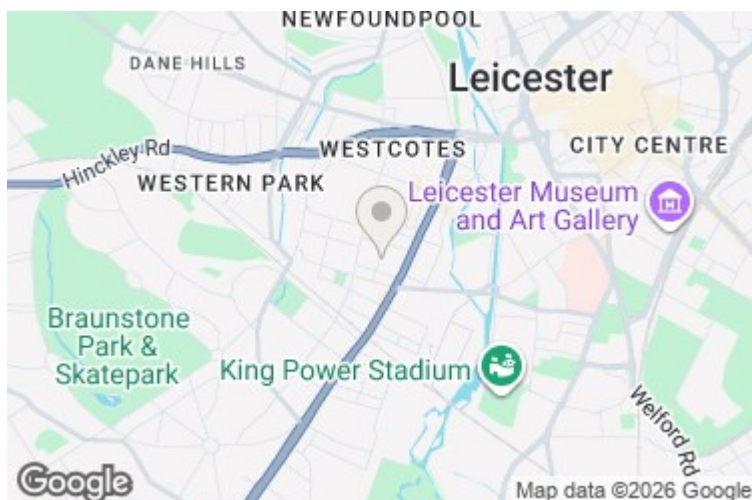 NEWFOUNDPOOL
DANE HILLS
Leicester
Hinckley Rd
WESTCOTES
CITY CENTRE
WESTERN PARK
Leicester Museum
and Art Gallery
Braunstone
Park &
Skatepark
King Power Stadium
Welford Rd
Google
Map data ©2026 Google